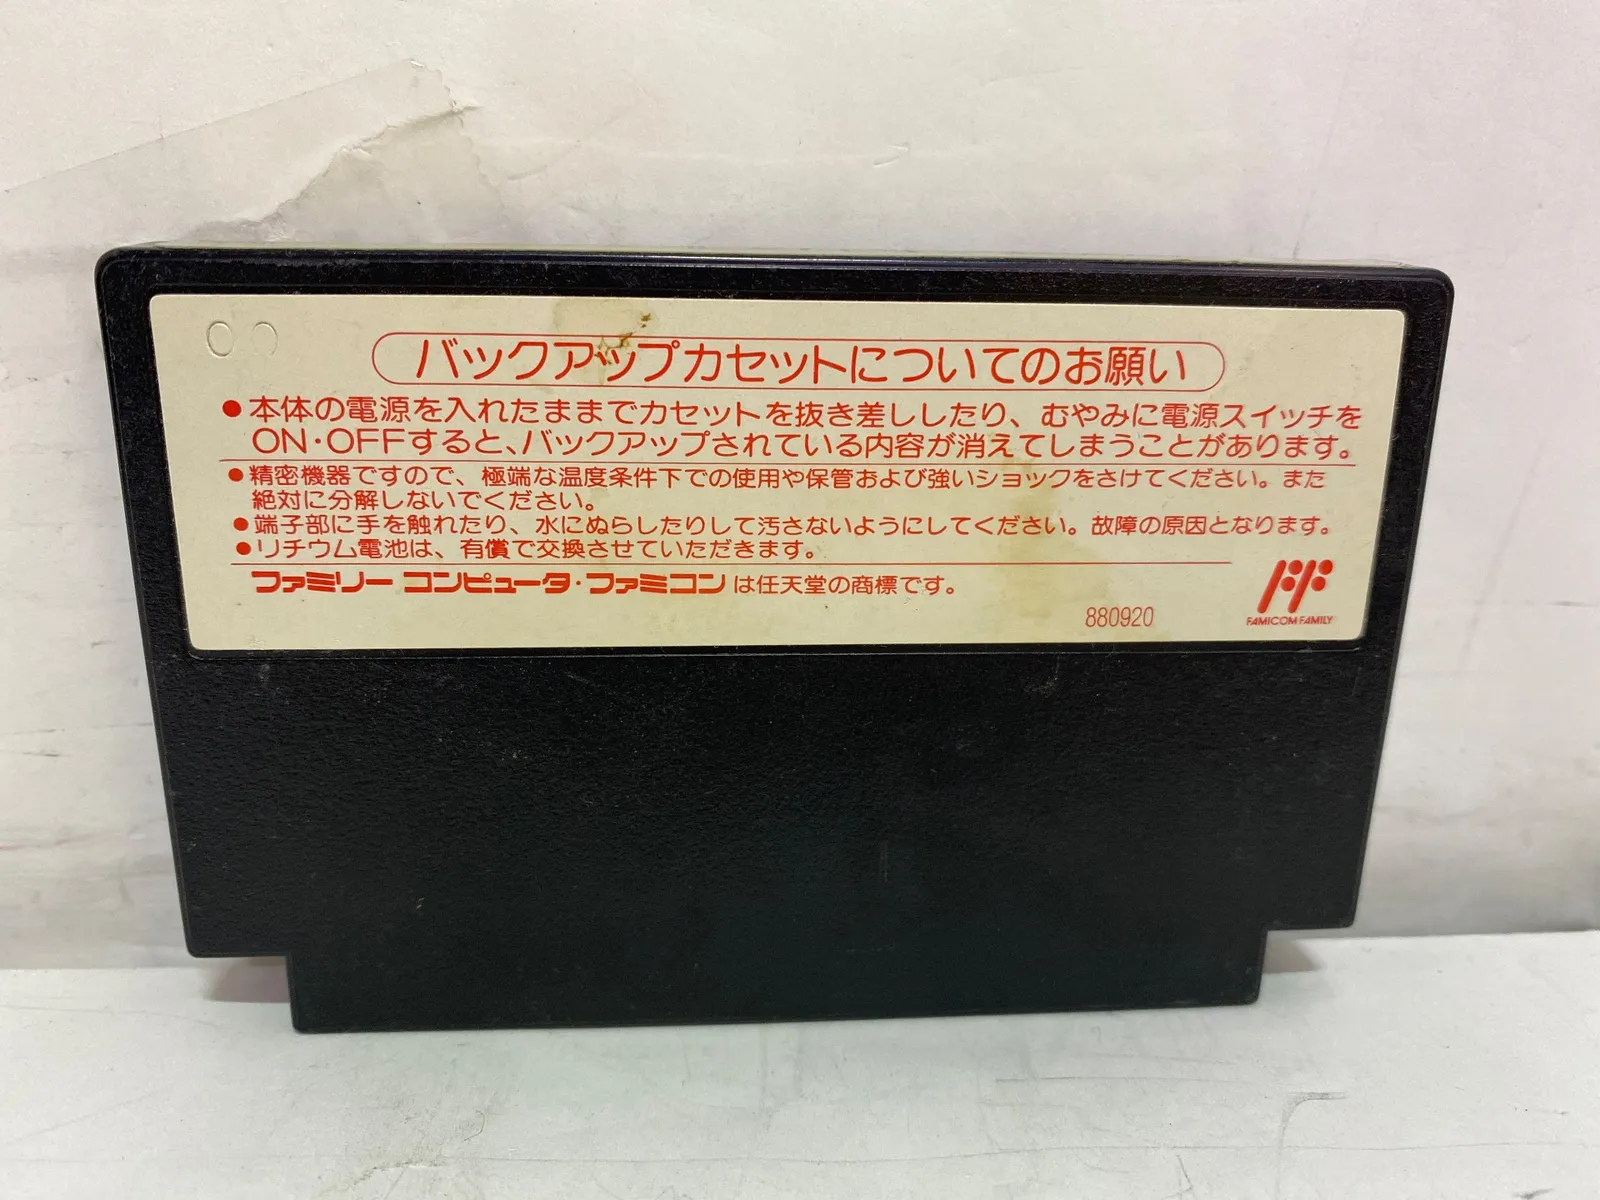 バックアップカセットについてのお願い
●本体の電源を入れたままでカセットを抜き差ししたり、むやみに電源スイッチを
ON・OFFすると、バックアップされている内容が消えてしまうことがあります。
●精密機器ですので、極端な温度条件下での使用や保管および強いショックをさけてください。また
絶対に分解しないでください。
●端子部に手を触れたり、水にぬらしたりして汚さないようにしてください。故障の原因となります。
●リチウム電池は、有償で交換させていただきます。
ファミリーコンピュータ・ファミコンは任天堂の商標です。
880920
FAMICOM FAMILY